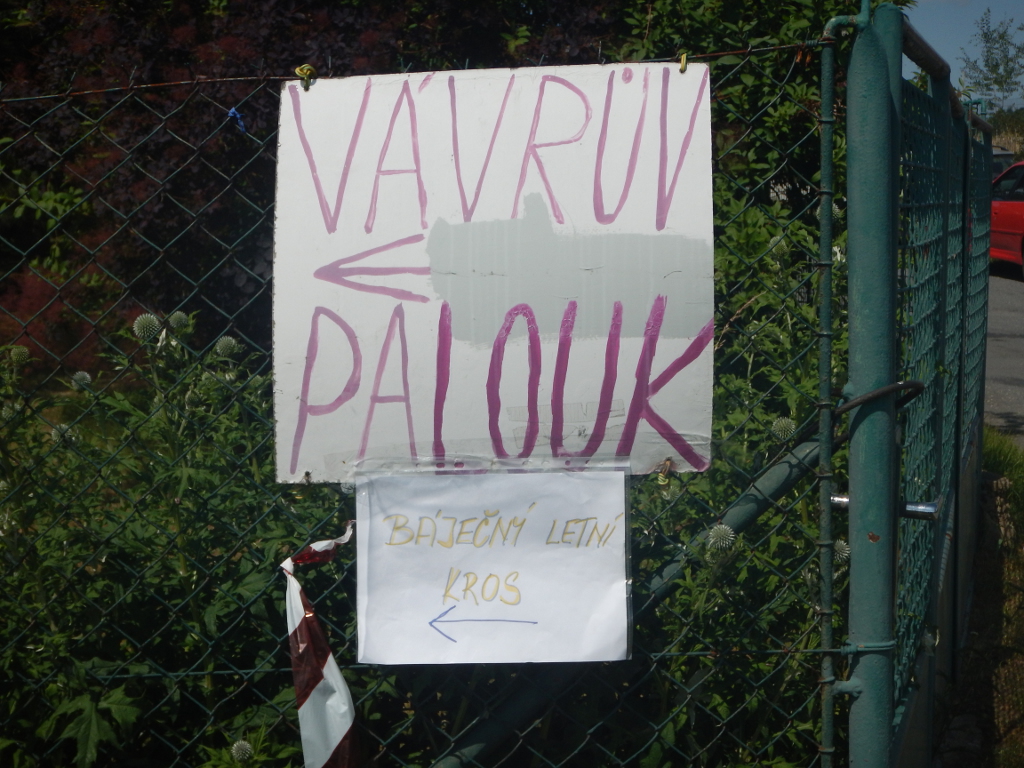 VÁVRŮV
PALOUK
BÁJEČNÝ LETNÍ
KROS